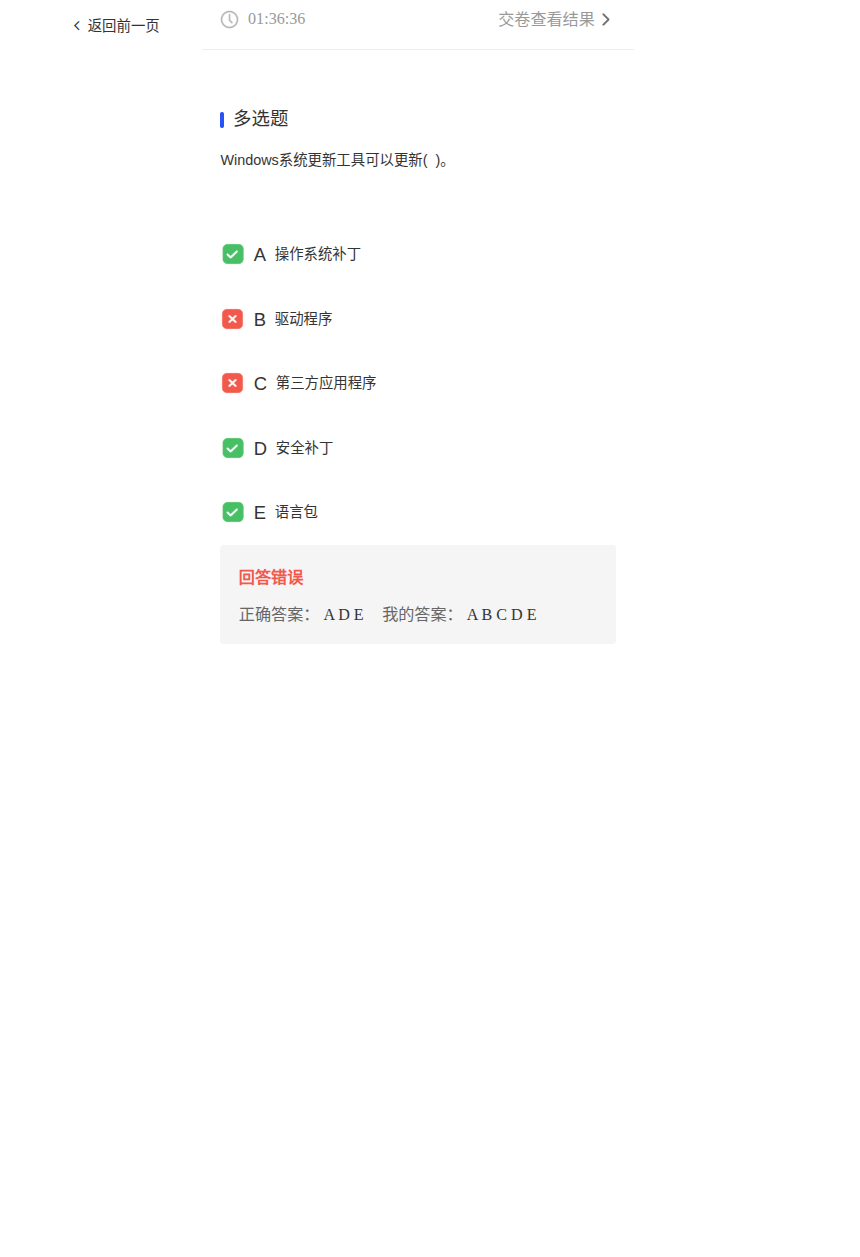 返回前一页
01:36:36 交卷查看结果
多选题
Windows系统更新工具可以更新(  )。
A 操作系统补丁
B 驱动程序
C 第三方应用程序
D 安全补丁
E 语言包
回答错误
正确答案： A D E 我的答案： A B C D E